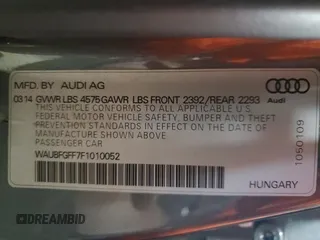 MFD. BY AUDI AG
03/14 GVWR LBS 4575 GAWR LBS FRONT 2392/REAR 2293 Audi
THIS VEHICLE CONFORMS TO ALL APPLICABLE U.S.
FEDERAL MOTOR VEHICLE SAFETY, BUMPER AND THEFT
PREVENTION STANDARDS IN EFFECT ON THE DATE OF
MANUFACTURE SHOWN ABOVE.
PASSENGER CAR
WAUBFGFF7F1010052
HUNGARY
1050109
DREAMBID